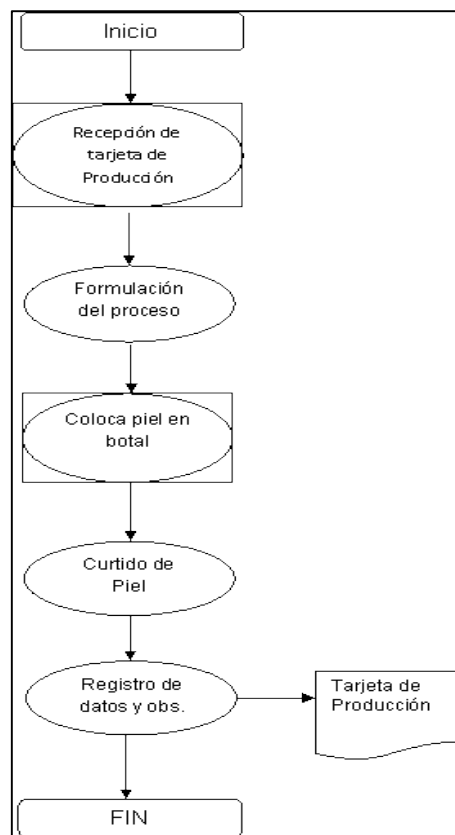 Inicio
Recepción de
tarjeta de
Producción
Formulación
del proceso
Coloca piel en
botal
Curtido de
Piel
Registro de
datos y obs.
Tarjeta de
Producción
FIN